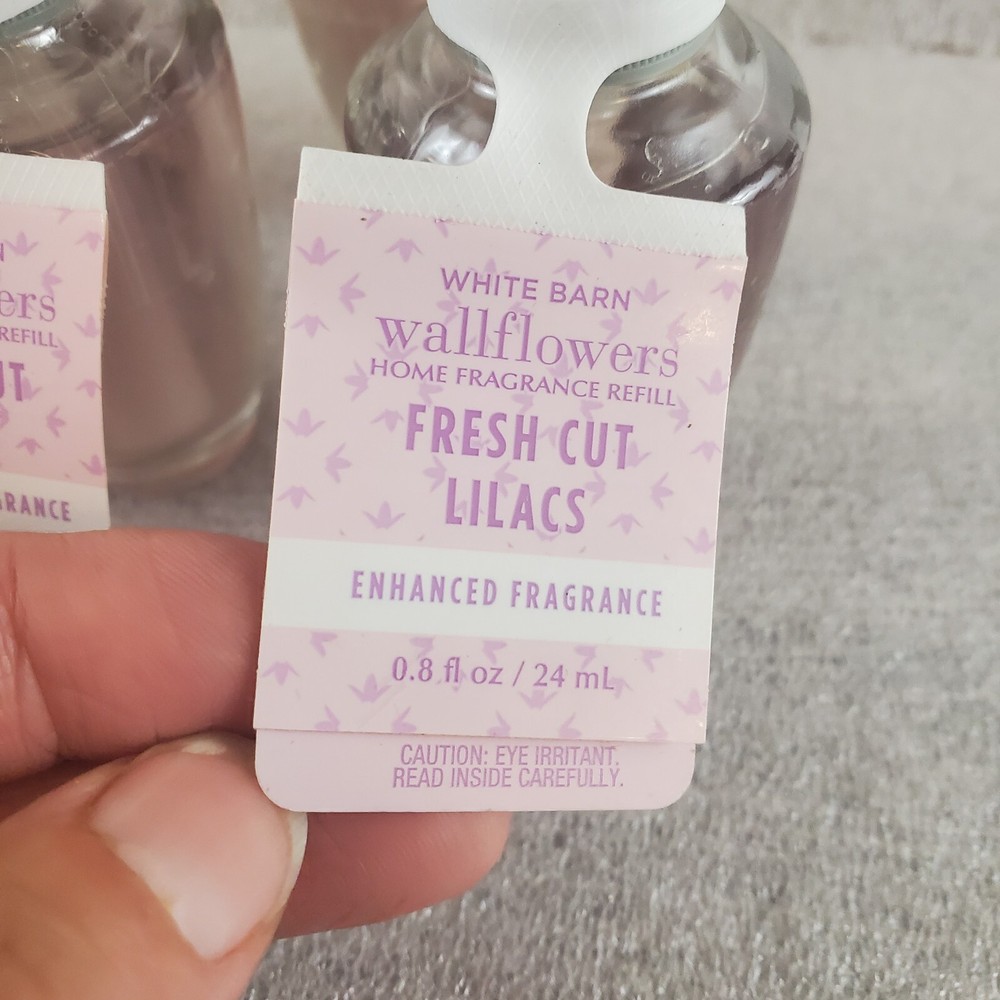 WHITE BARN
wallflowers
HOME FRAGRANCE REFILL
FRESH CUT
LILACS
ENHANCED FRAGRANCE
0.8 fl oz / 24 mL
CAUTION: EYE IRRITANT.
READ INSIDE CAREFULLY.
REFILL